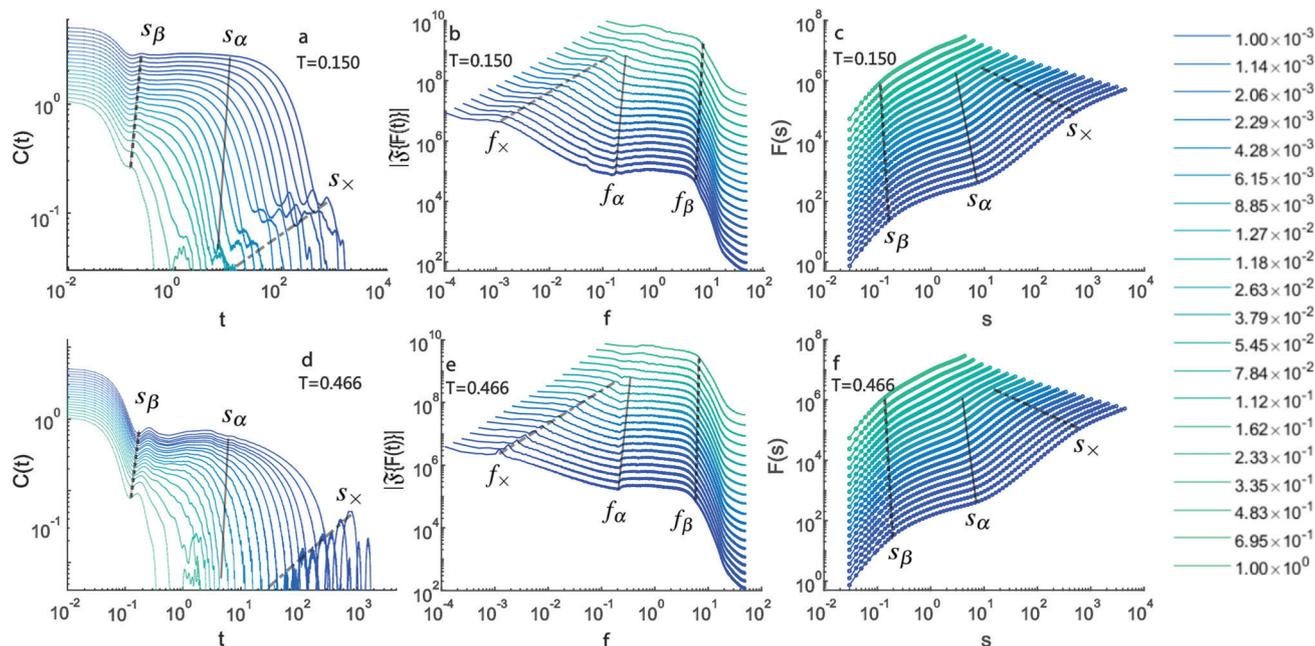 a
T=0.150
s_β
s_α
s_×
C(t)
10^0
10^-1
10^-2
10^0
10^2
10^4
t
b
T=0.150
f_×
f_α
f_β
|𝔉{F(t)}|
10^10
10^8
10^6
10^4
10^2
10^-4
10^-3
10^-2
10^-1
10^0
10^1
10^2
f
c
T=0.150
s_β
s_α
s_×
F(s)
10^8
10^6
10^4
10^2
10^0
10^-2
10^-1
10^0
10^1
10^2
10^3
10^4
s
d
T=0.466
s_β
s_α
s_×
C(t)
10^0
10^-1
10^-2
10^-1
10^0
10^1
10^2
10^3
t
e
T=0.466
f_×
f_α
f_β
|𝔉{F(t)}|
10^10
10^8
10^6
10^4
10^2
10^-4
10^-3
10^-2
10^-1
10^0
10^1
10^2
f
f
T=0.466
s_β
s_α
s_×
F(s)
10^8
10^6
10^4
10^2
10^0
10^-2
10^-1
10^0
10^1
10^2
10^3
10^4
s
1.00×10^-3
1.14×10^-3
2.06×10^-3
2.29×10^-3
4.28×10^-3
6.15×10^-3
8.85×10^-3
1.27×10^-2
1.18×10^-2
2.63×10^-2
3.79×10^-2
5.45×10^-2
7.84×10^-2
1.12×10^-1
1.62×10^-1
2.33×10^-1
3.35×10^-1
4.83×10^-1
6.95×10^-1
1.00×10^0